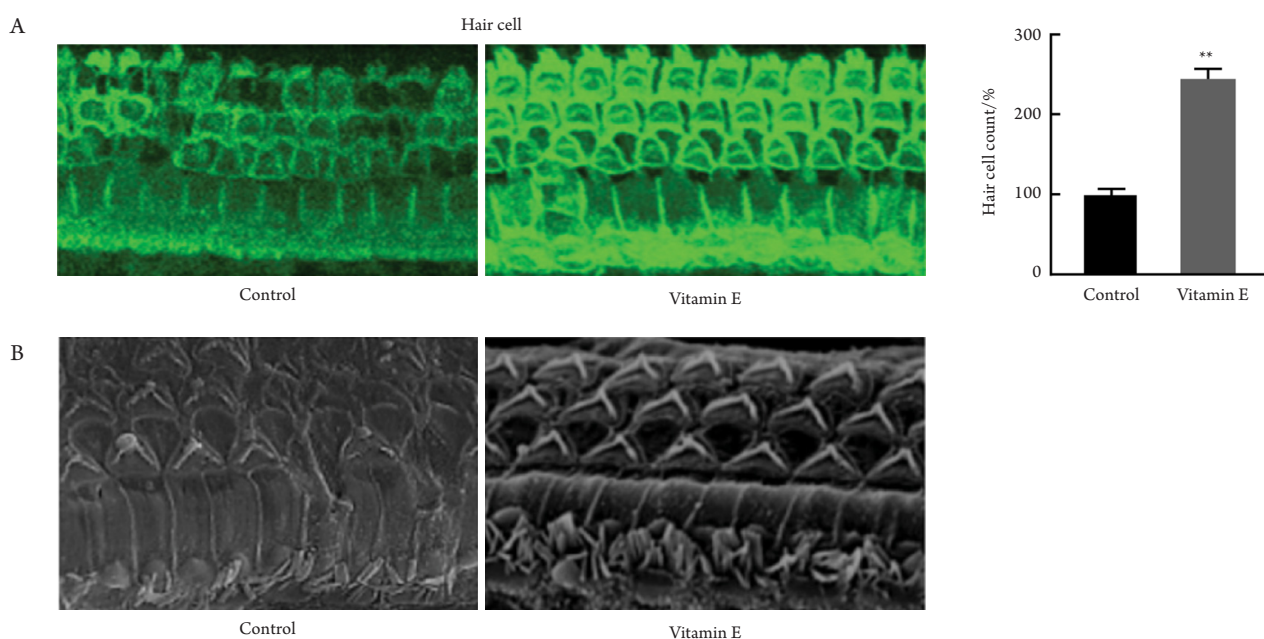 A
Hair cell
Control
Vitamin E
Hair cell count/%
300
200
100
0
**
Control
Vitamin E
B
Control
Vitamin E